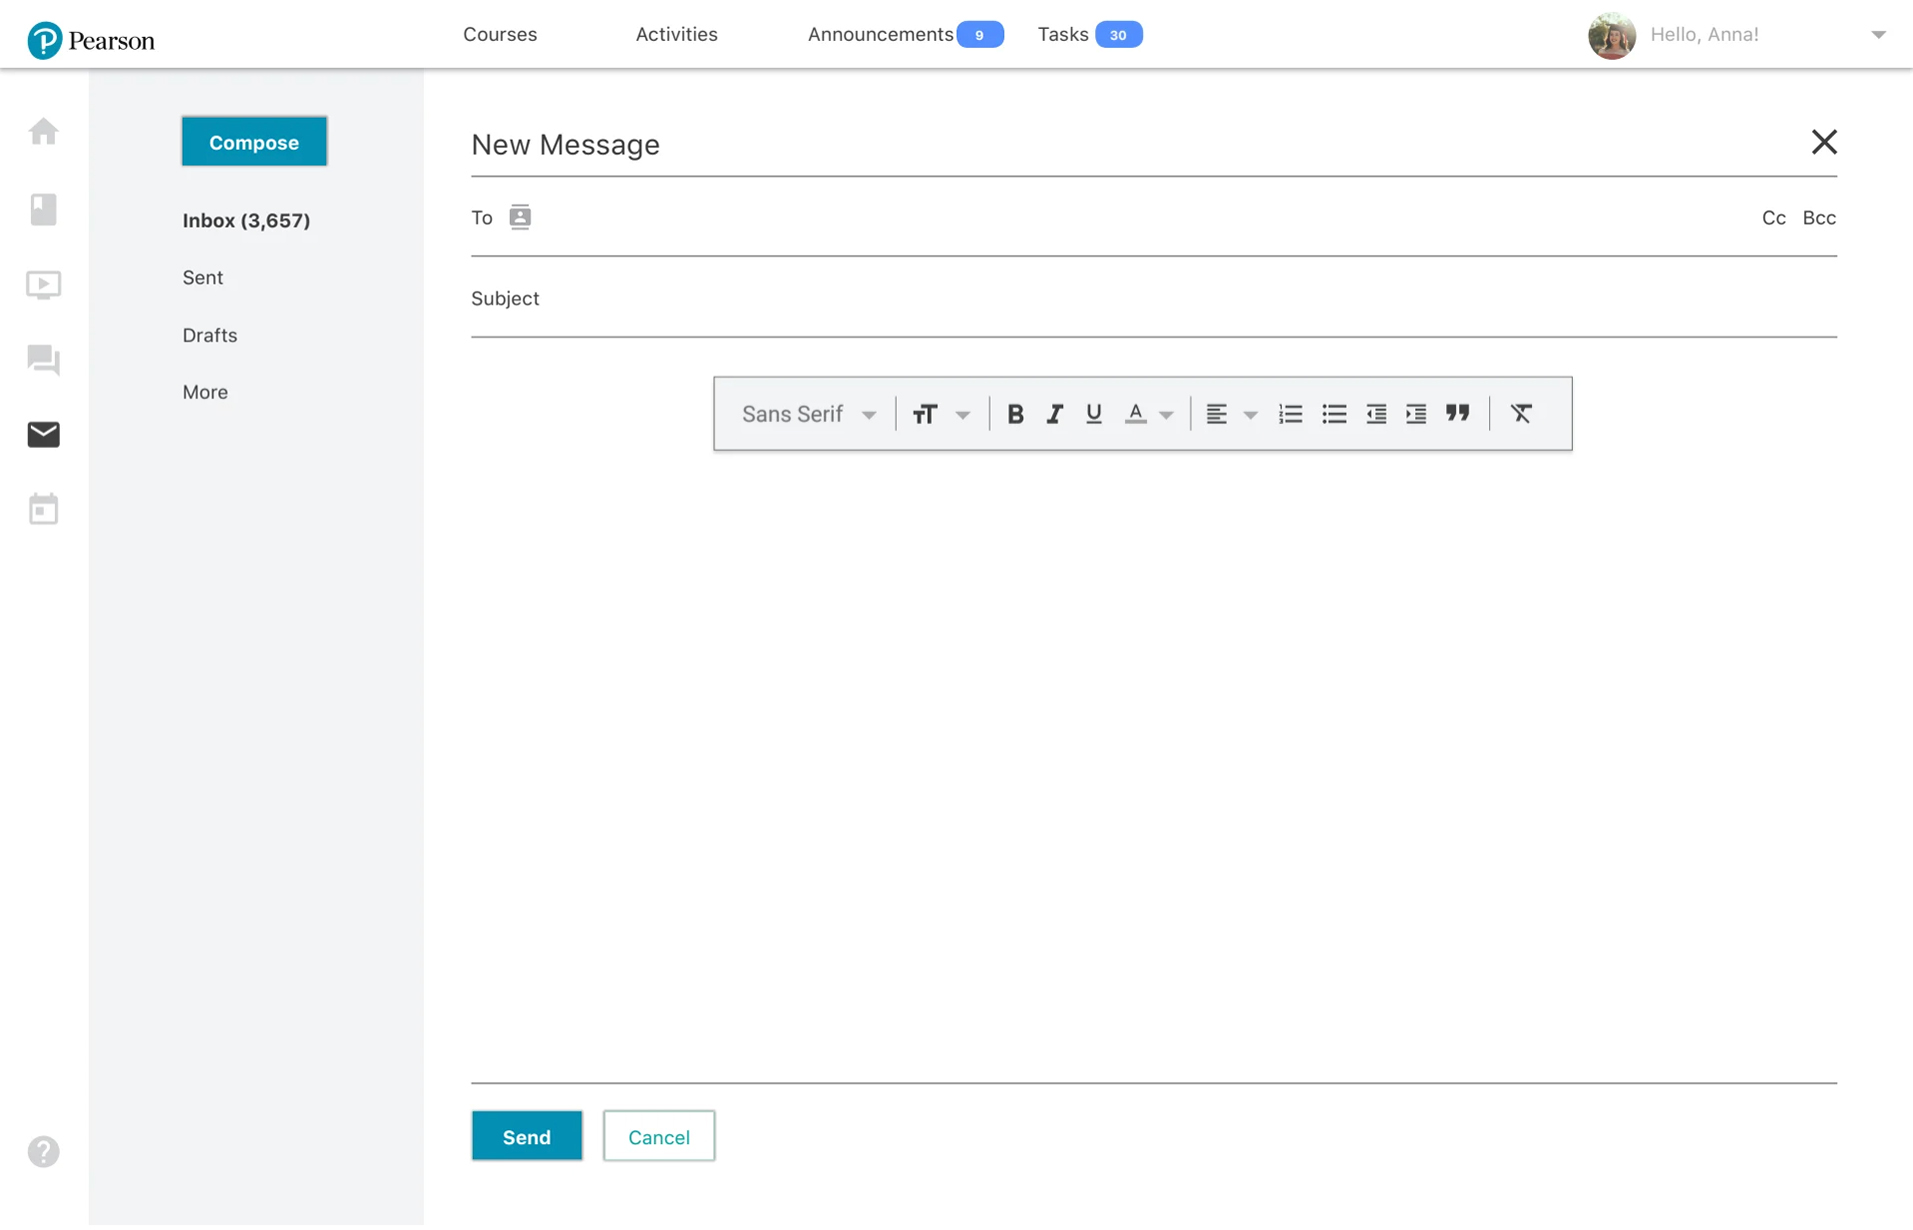 Pearson
Courses
Activities
Announcements 9
Tasks 30
Hello, Anna!
Compose
Inbox (3,657)
Sent
Drafts
More
New Message
To
Cc Bcc
Subject
Sans Serif
Send
Cancel